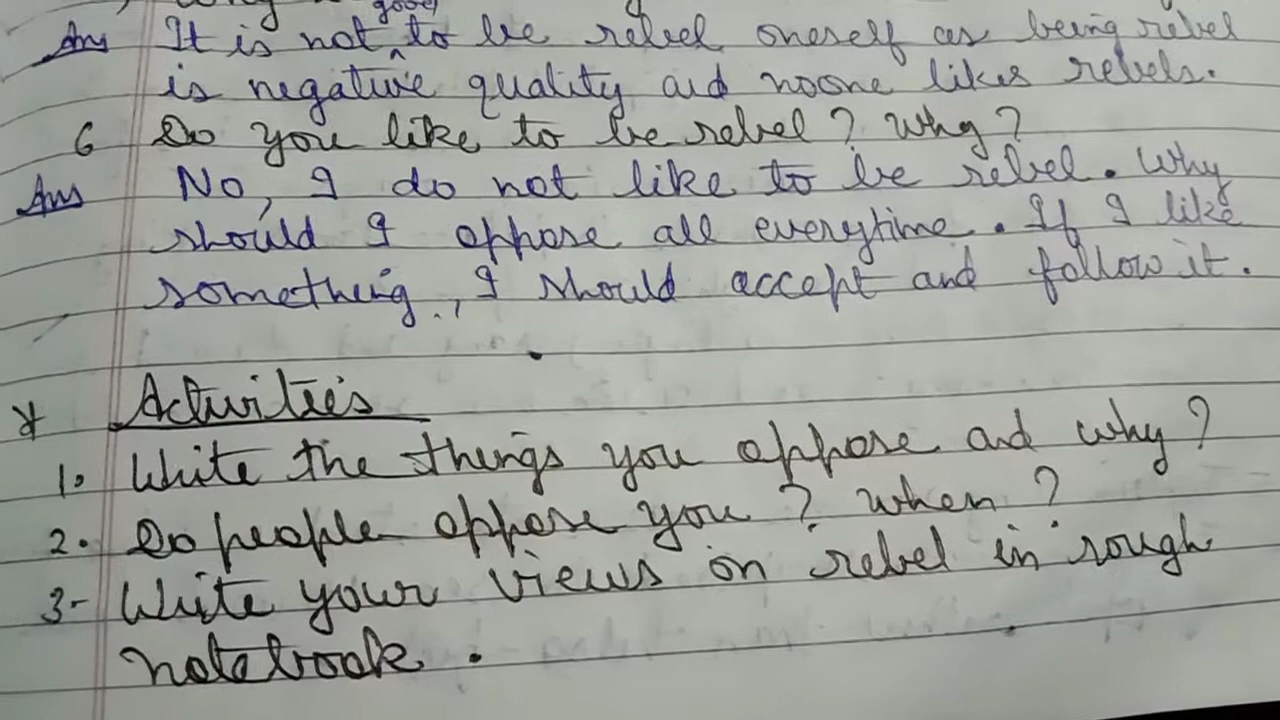 good
Ans It is not to be rebel oneself as being rebel
is negative quality and noone likes rebels.
6 Do you like to be rebel? Why?
Ans No, I do not like to be rebel. Why
should I oppose all everytime. If I like
something, I should accept and follow it.
* Activities
1. Write the things you oppose and why?
2. Do people oppose you? When?
3- Write your views on rebel in rough
notebook.